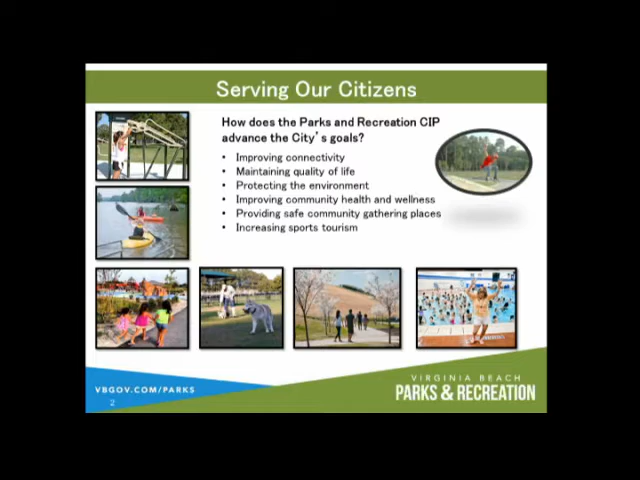 Serving Our Citizens
How does the Parks and Recreation CIP
advance the City's goals?
• Improving connectivity
• Maintaining quality of life
• Protecting the environment
• Improving community health and wellness
• Providing safe community gathering places
• Increasing sports tourism
VBGOV.COM/PARKS
2
VIRGINIA BEACH
PARKS & RECREATION